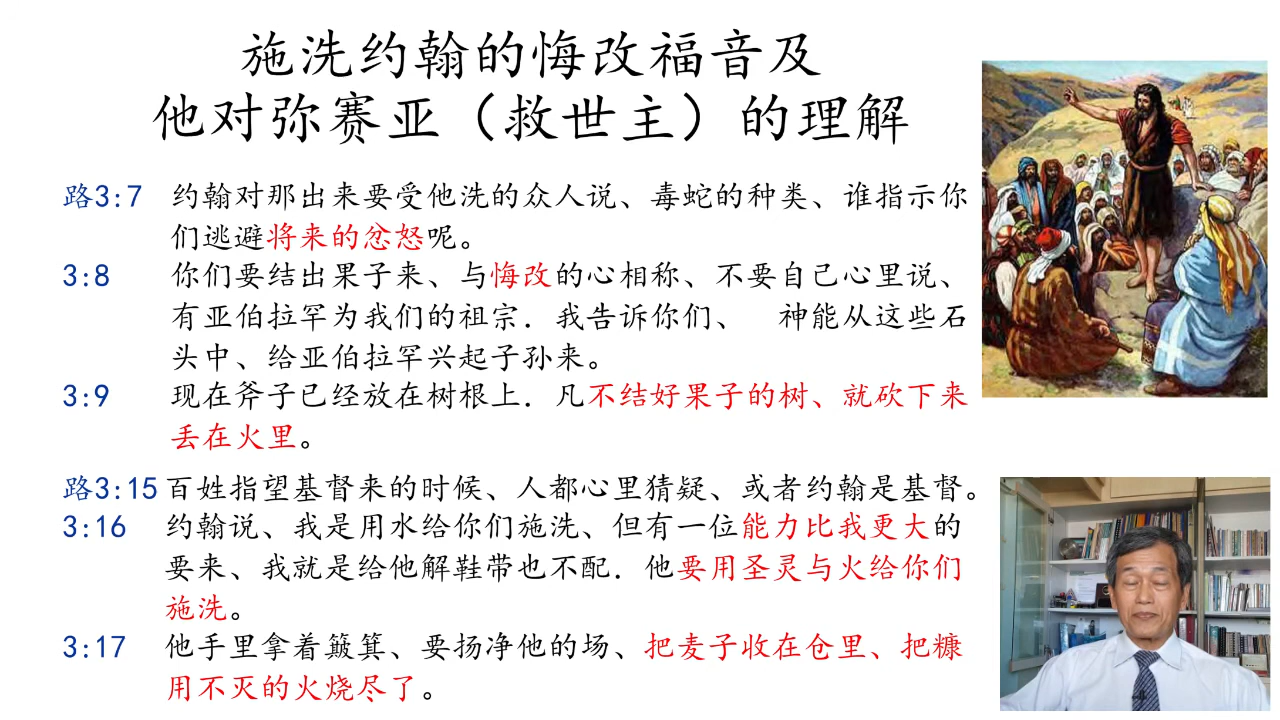 施洗约翰的悔改福音及
他对弥赛亚（救世主）的理解
路3:7 约翰对那出来要受他洗的众人说、毒蛇的种类、谁指示你
们逃避将来的忿怒呢。
3:8 你们要结出果子来、与悔改的心相称、不要自己心里说、
有亚伯拉罕为我们的祖宗．我告诉你们、　神能从这些石
头中、给亚伯拉罕兴起子孙来。
3:9 现在斧子已经放在树根上．凡不结好果子的树、就砍下来
丢在火里。
路3:15 百姓指望基督来的时候、人都心里猜疑、或者约翰是基督。
3:16 约翰说、我是用水给你们施洗、但有一位能力比我更大的
要来、我就是给他解鞋带也不配．他要用圣灵与火给你们
施洗。
3:17 他手里拿着簸箕、要扬净他的场、把麦子收在仓里、把糠
用不灭的火烧尽了。